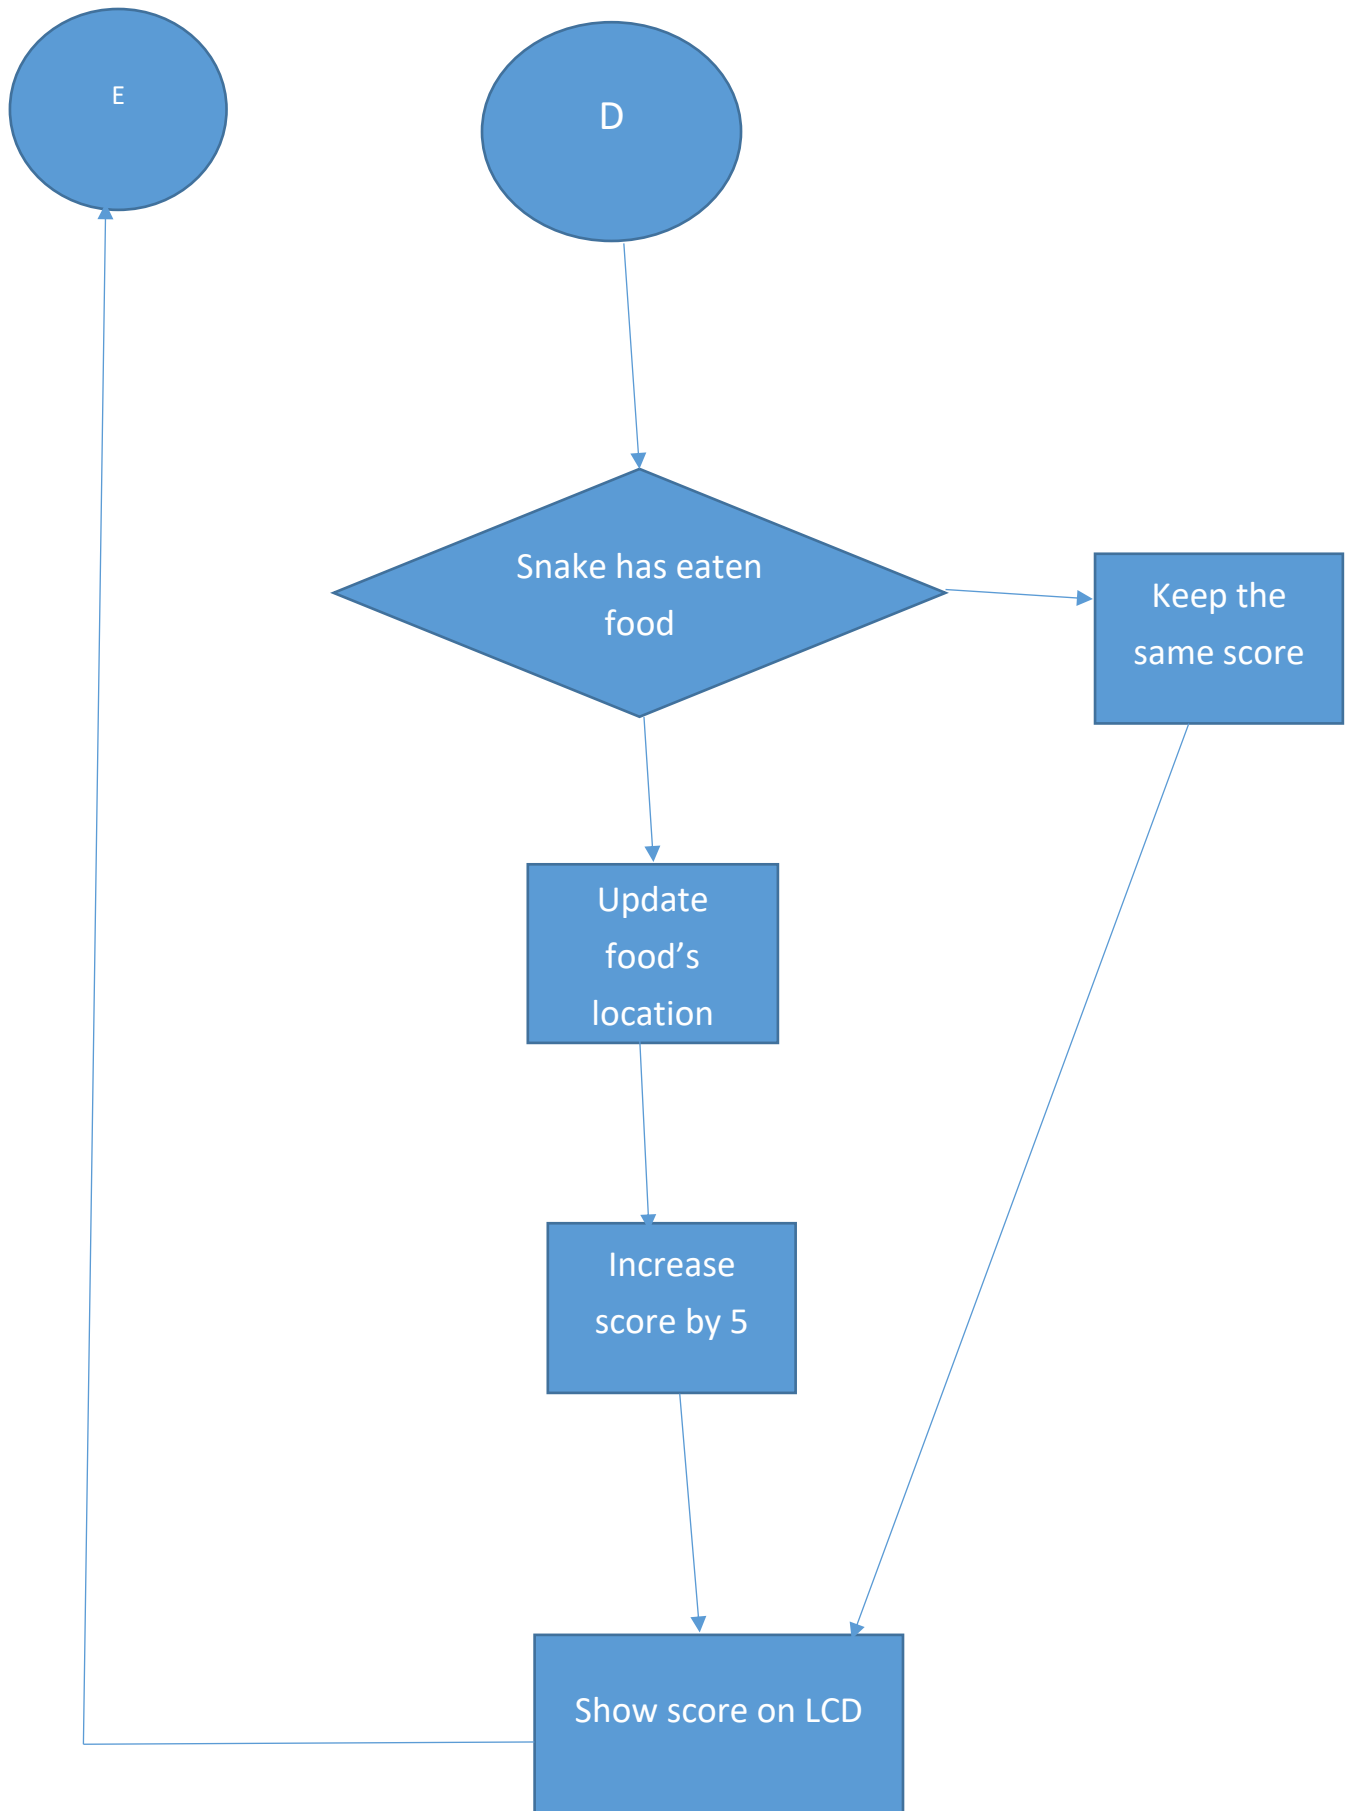 E
D
Snake has eaten
food
Keep the
same score
Update
food’s
location
Increase
score by 5
Show score on LCD